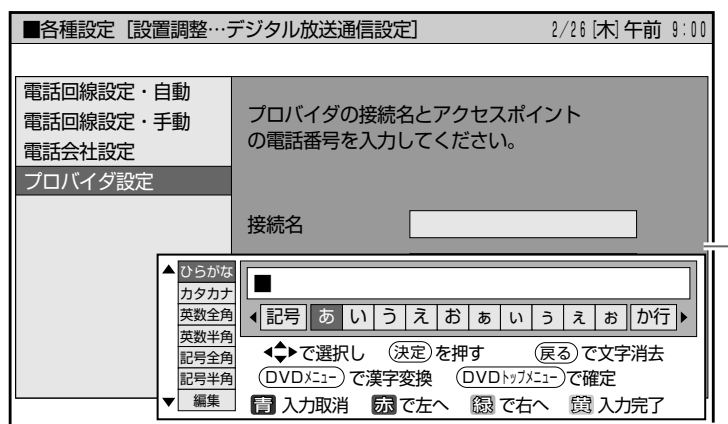 ■各種設定［設置調整…デジタル放送通信設定］ 2/26[木]午前 9:00
電話回線設定・自動
電話回線設定・手動
電話会社設定
プロバイダ設定
プロバイダの接続名とアクセスポイント
の電話番号を入力してください。
接続名
▲ ひらがな
カタカナ
英数全角
英数半角
記号全角
記号半角
▼ 編集
■
◀ 記号 あ い う え お ぁ ぃ ぅ ぇ ぉ か行 ▶
で選択し 決定を押す 戻るで文字消去
DVDﾒﾆｭｰで漢字変換 DVDﾄｯﾌﾟﾒﾆｭｰで確定
青 入力取消 赤 で左へ 緑 で右へ 黄 入力完了